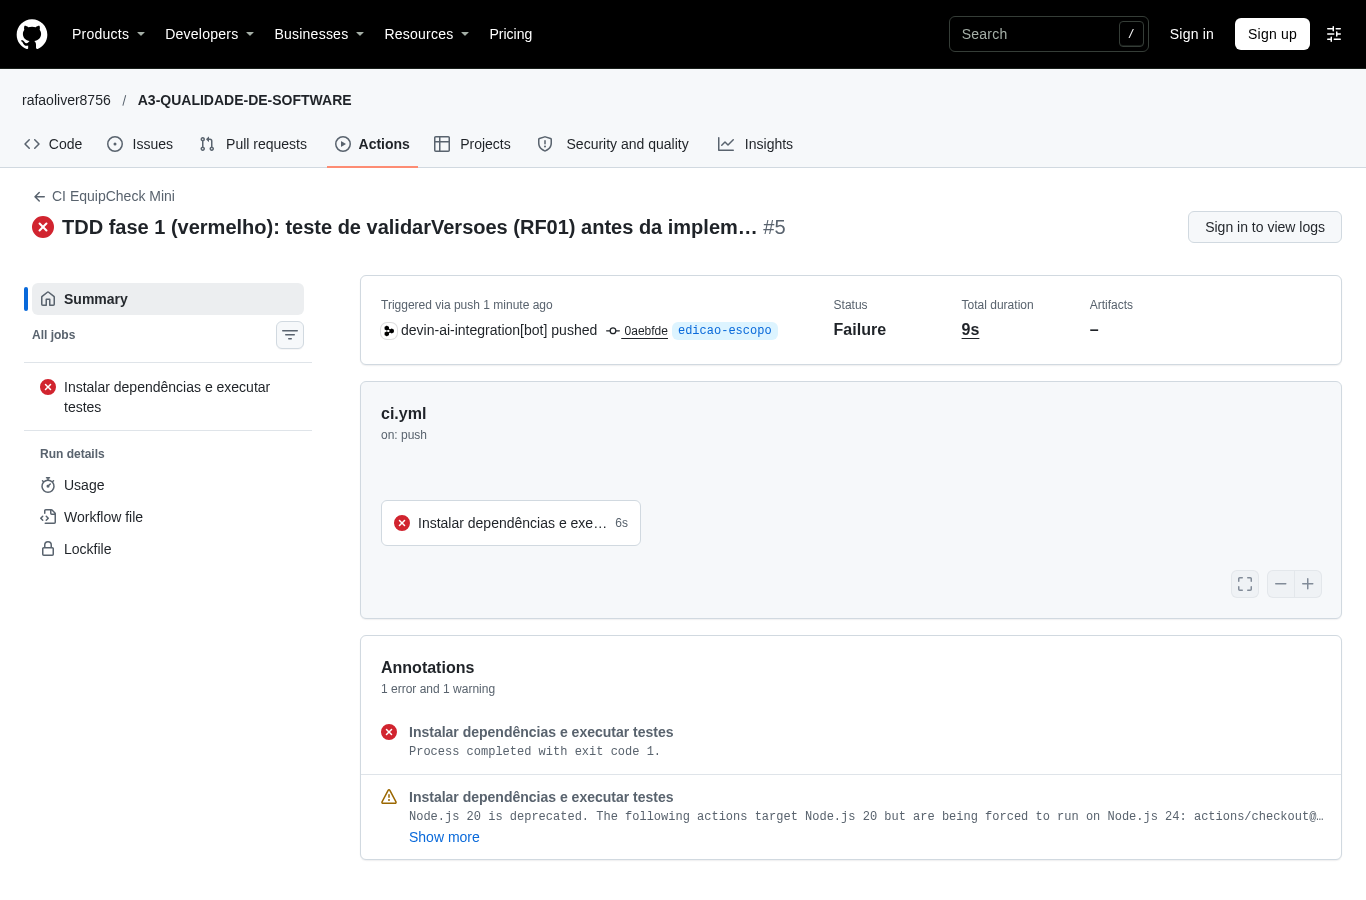 Products Developers Businesses Resources Pricing Search / Sign in Sign up
rafaoliver8756 / A3-QUALIDADE-DE-SOFTWARE
Code Issues Pull requests Actions Projects Security and quality Insights
CI EquipCheck Mini
TDD fase 1 (vermelho): teste de validarVersoes (RF01) antes da implem… #5
Sign in to view logs
Summary
All jobs
Instalar dependências e executar
testes
Run details
Usage
Workflow file
Lockfile
Triggered via push 1 minute ago
devin-ai-integration[bot] pushed 0aebfde edicao-escopo
Status
Failure
Total duration
9s
Artifacts
–
ci.yml
on: push
Instalar dependências e exe… 6s
Annotations
1 error and 1 warning
Instalar dependências e executar testes
Process completed with exit code 1.
Instalar dependências e executar testes
Node.js 20 is deprecated. The following actions target Node.js 20 but are being forced to run on Node.js 24: actions/checkout@…
Show more